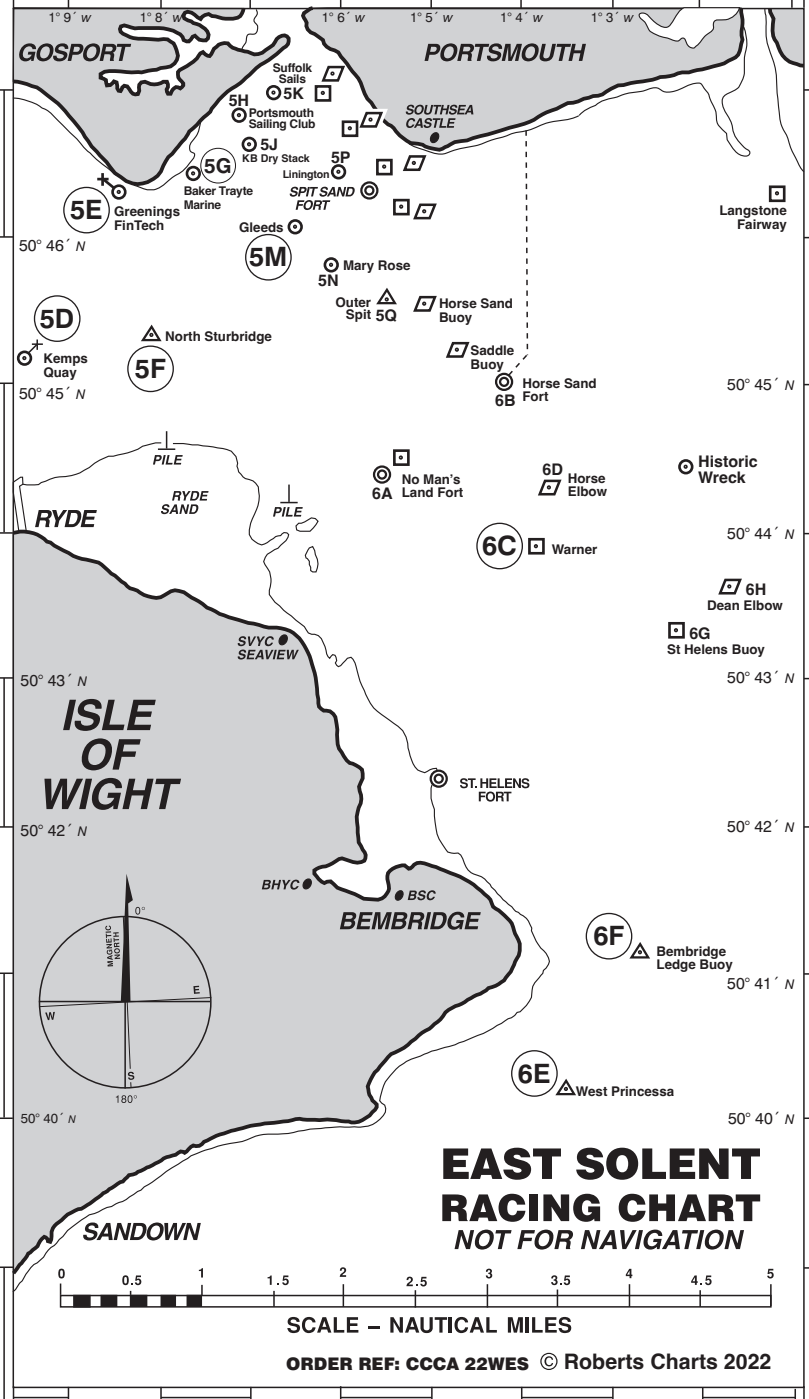 1°9´ W
1°8´ W
1°6´ W
1°5´ W
1°4´ W
1°3´ W
GOSPORT
PORTSMOUTH
Suffolk
Sails
5K
5H
Portsmouth
Sailing Club
SOUTHSEA
CASTLE
5J
KB Dry Stack
5G
Baker Trayte
Marine
5P
Linington
SPIT SAND
FORT
5E
Greenings
FinTech
Langstone
Fairway
Gleeds
5M
50° 46´ N
Mary Rose
5N
Outer
Spit 5Q
Horse Sand
Buoy
5D
Kemps
Quay
North Sturbridge
5F
Saddle
Buoy
6B
Horse Sand
Fort
50° 45´ N
50° 45´ N
PILE
RYDE
SAND
PILE
RYDE
6A
No Man's
Land Fort
6D
Horse
Elbow
Historic
Wreck
50° 44´ N
6C
Warner
6H
Dean Elbow
6G
St Helens Buoy
SVYC
SEAVIEW
50° 43´ N
50° 43´ N
ISLE
OF
WIGHT
ST. HELENS
FORT
50° 42´ N
50° 42´ N
BHYC
BSC
BEMBRIDGE
0°
MAGNETIC
NORTH
E
W
S
180°
6F
Bembridge
Ledge Buoy
50° 41´ N
6E
West Princessa
50° 40´ N
50° 40´ N
EAST SOLENT
RACING CHART
NOT FOR NAVIGATION
SANDOWN
0 0.5 1 1.5 2 2.5 3 3.5 4 4.5 5
SCALE – NAUTICAL MILES
ORDER REF: CCCA 22WES © Roberts Charts 2022